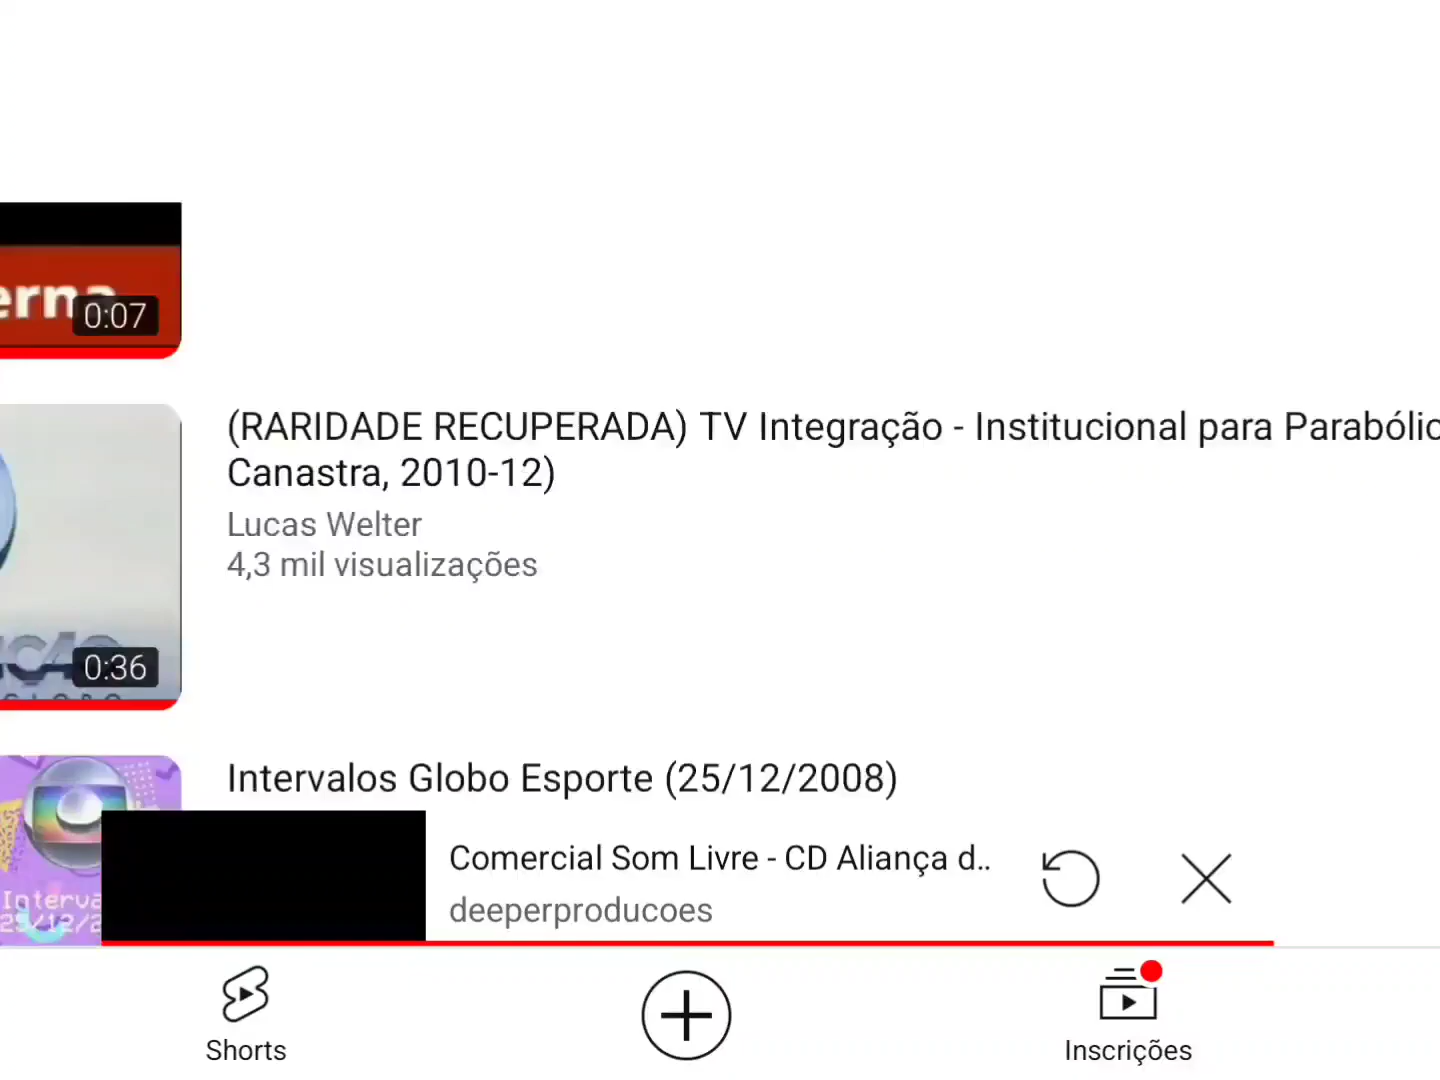 0:07
(RARIDADE RECUPERADA) TV Integração - Institucional para Parabólic
Canastra, 2010-12)
Lucas Welter
4,3 mil visualizações
0:36
Intervalos Globo Esporte (25/12/2008)
Comercial Som Livre - CD Aliança d..
deeperproducoes
Shorts
Inscrições